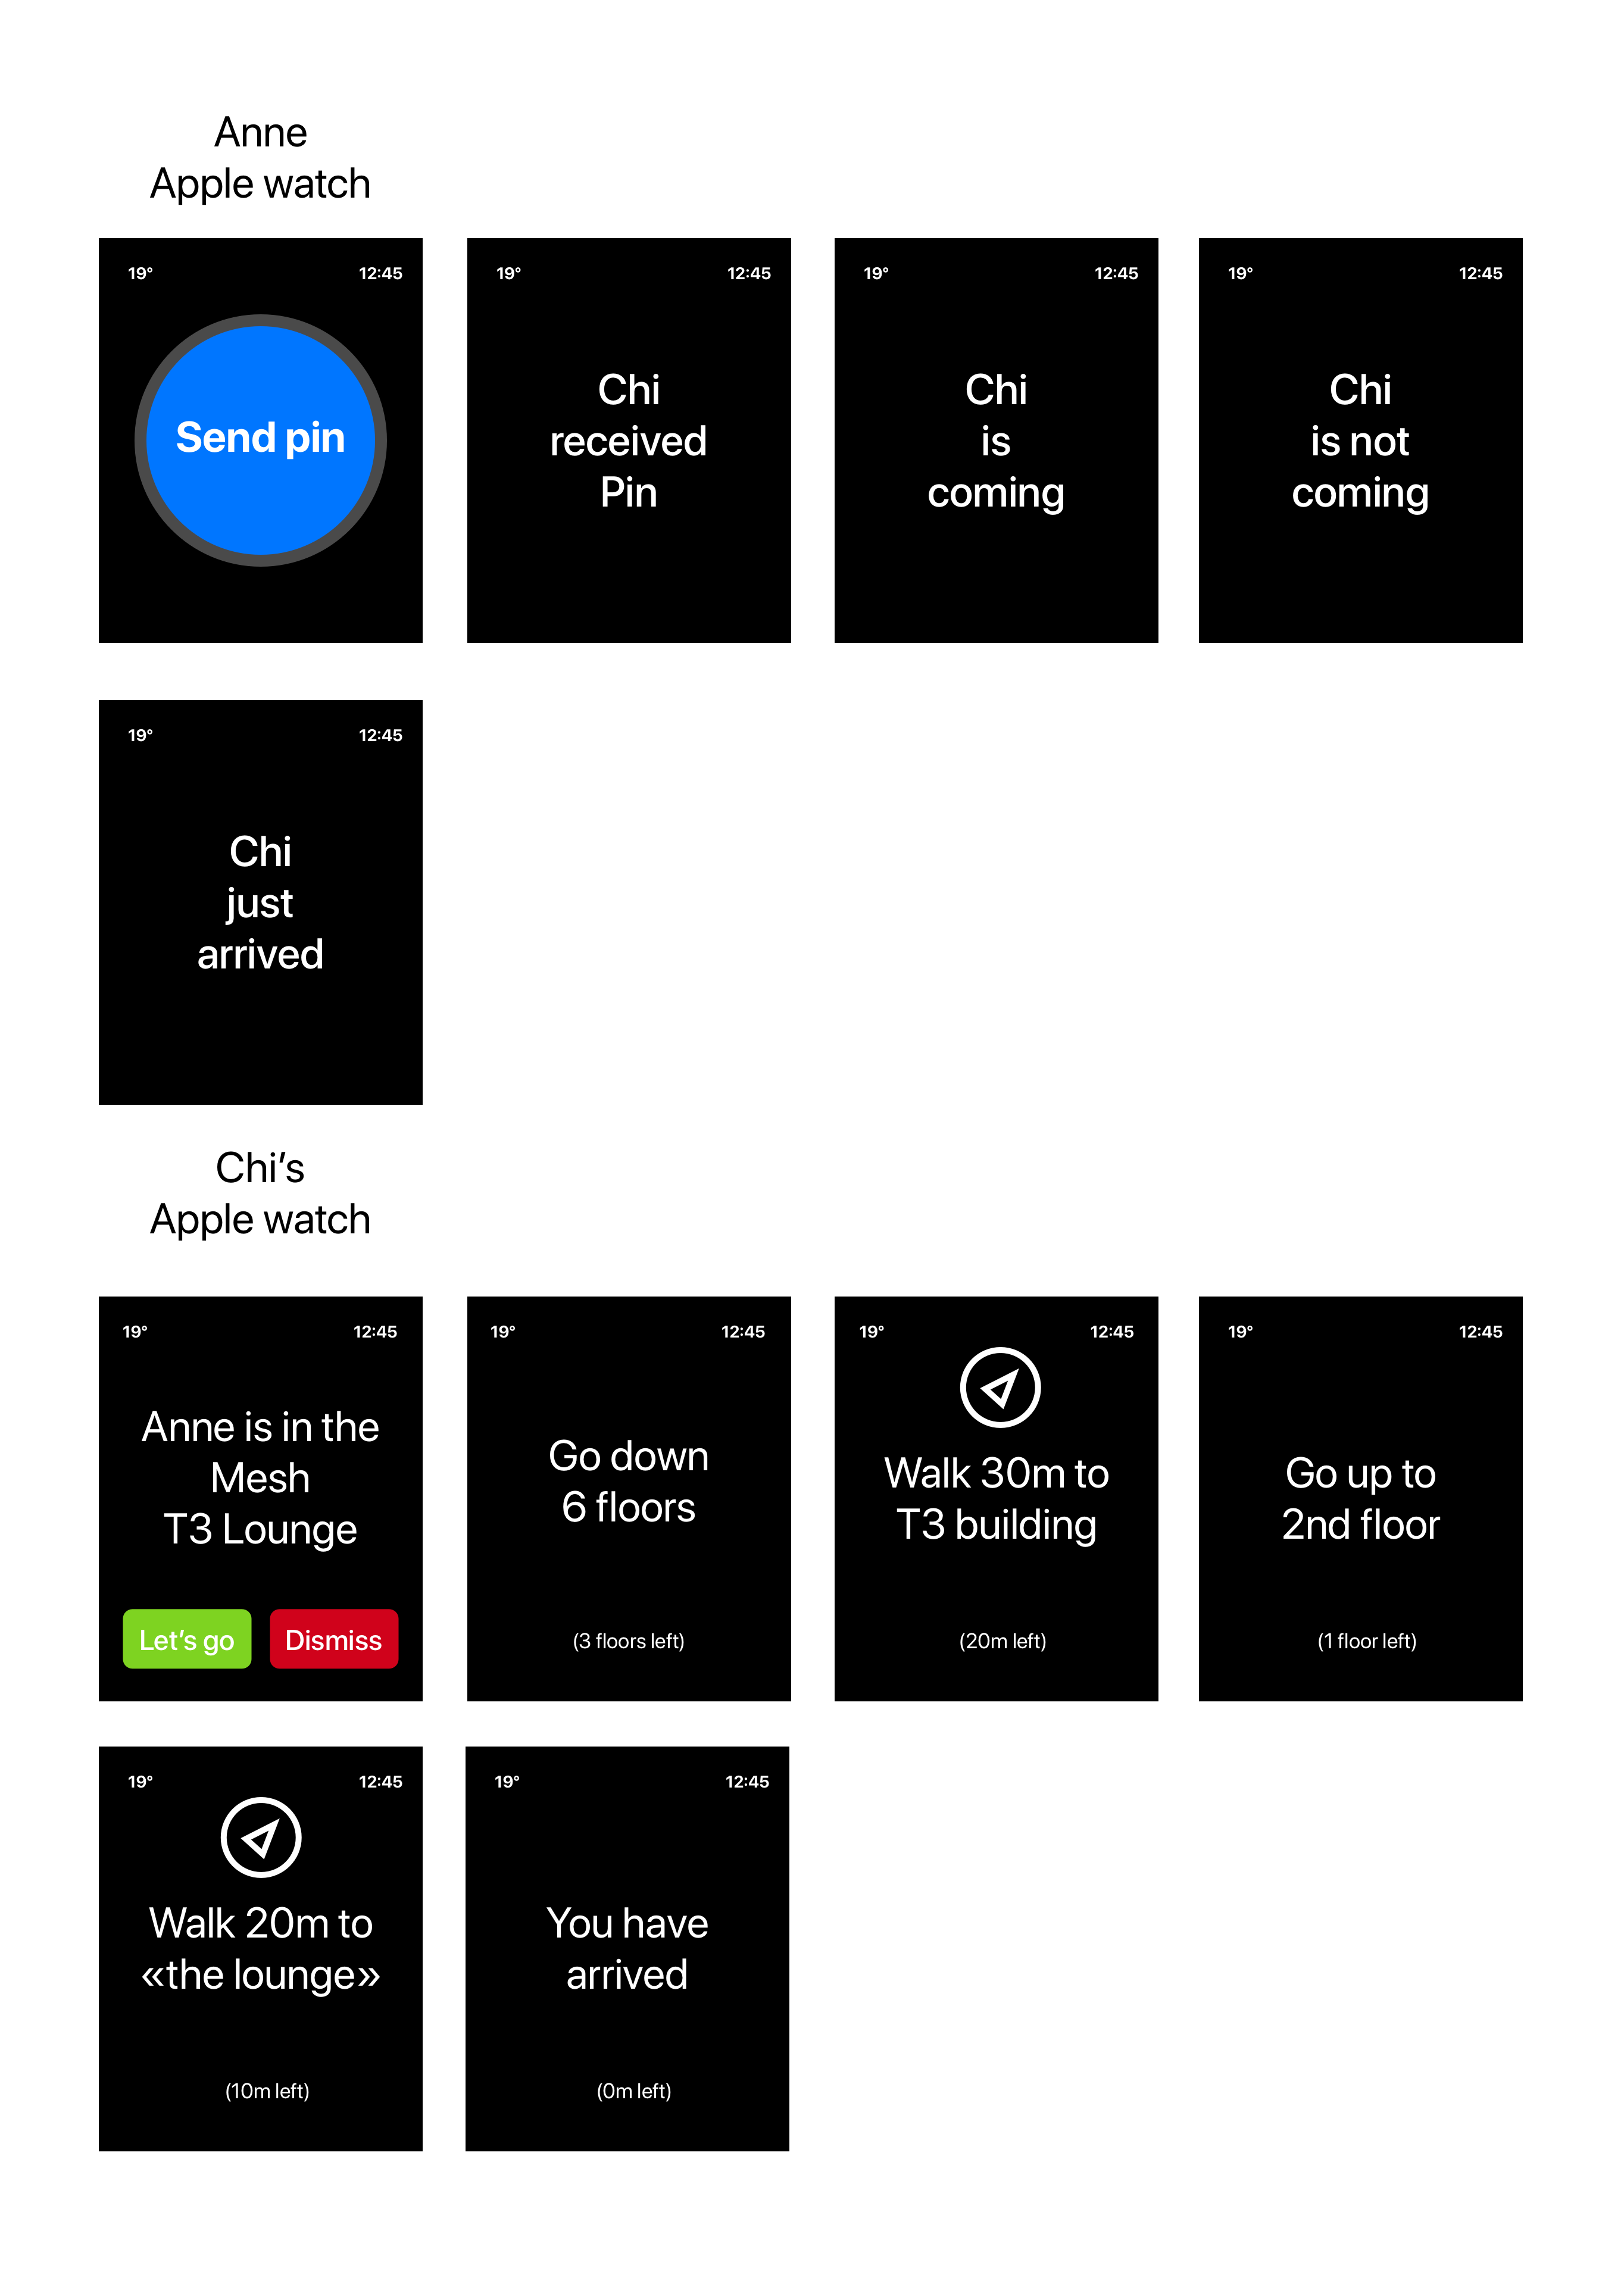 Anne
Apple watch
19° 12:45
Send pin
19° 12:45
Chi
received
Pin
19° 12:45
Chi
is
coming
19° 12:45
Chi
is not
coming
19° 12:45
Chi
just
arrived
Chi’s
Apple watch
19° 12:45
Anne is in the
Mesh
T3 Lounge
Let’s go
Dismiss
19° 12:45
Go down
6 floors
(3 floors left)
19° 12:45
Walk 30m to
T3 building
(20m left)
19° 12:45
Go up to
2nd floor
(1 floor left)
19° 12:45
Walk 20m to
«the lounge»
(10m left)
19° 12:45
You have
arrived
(0m left)